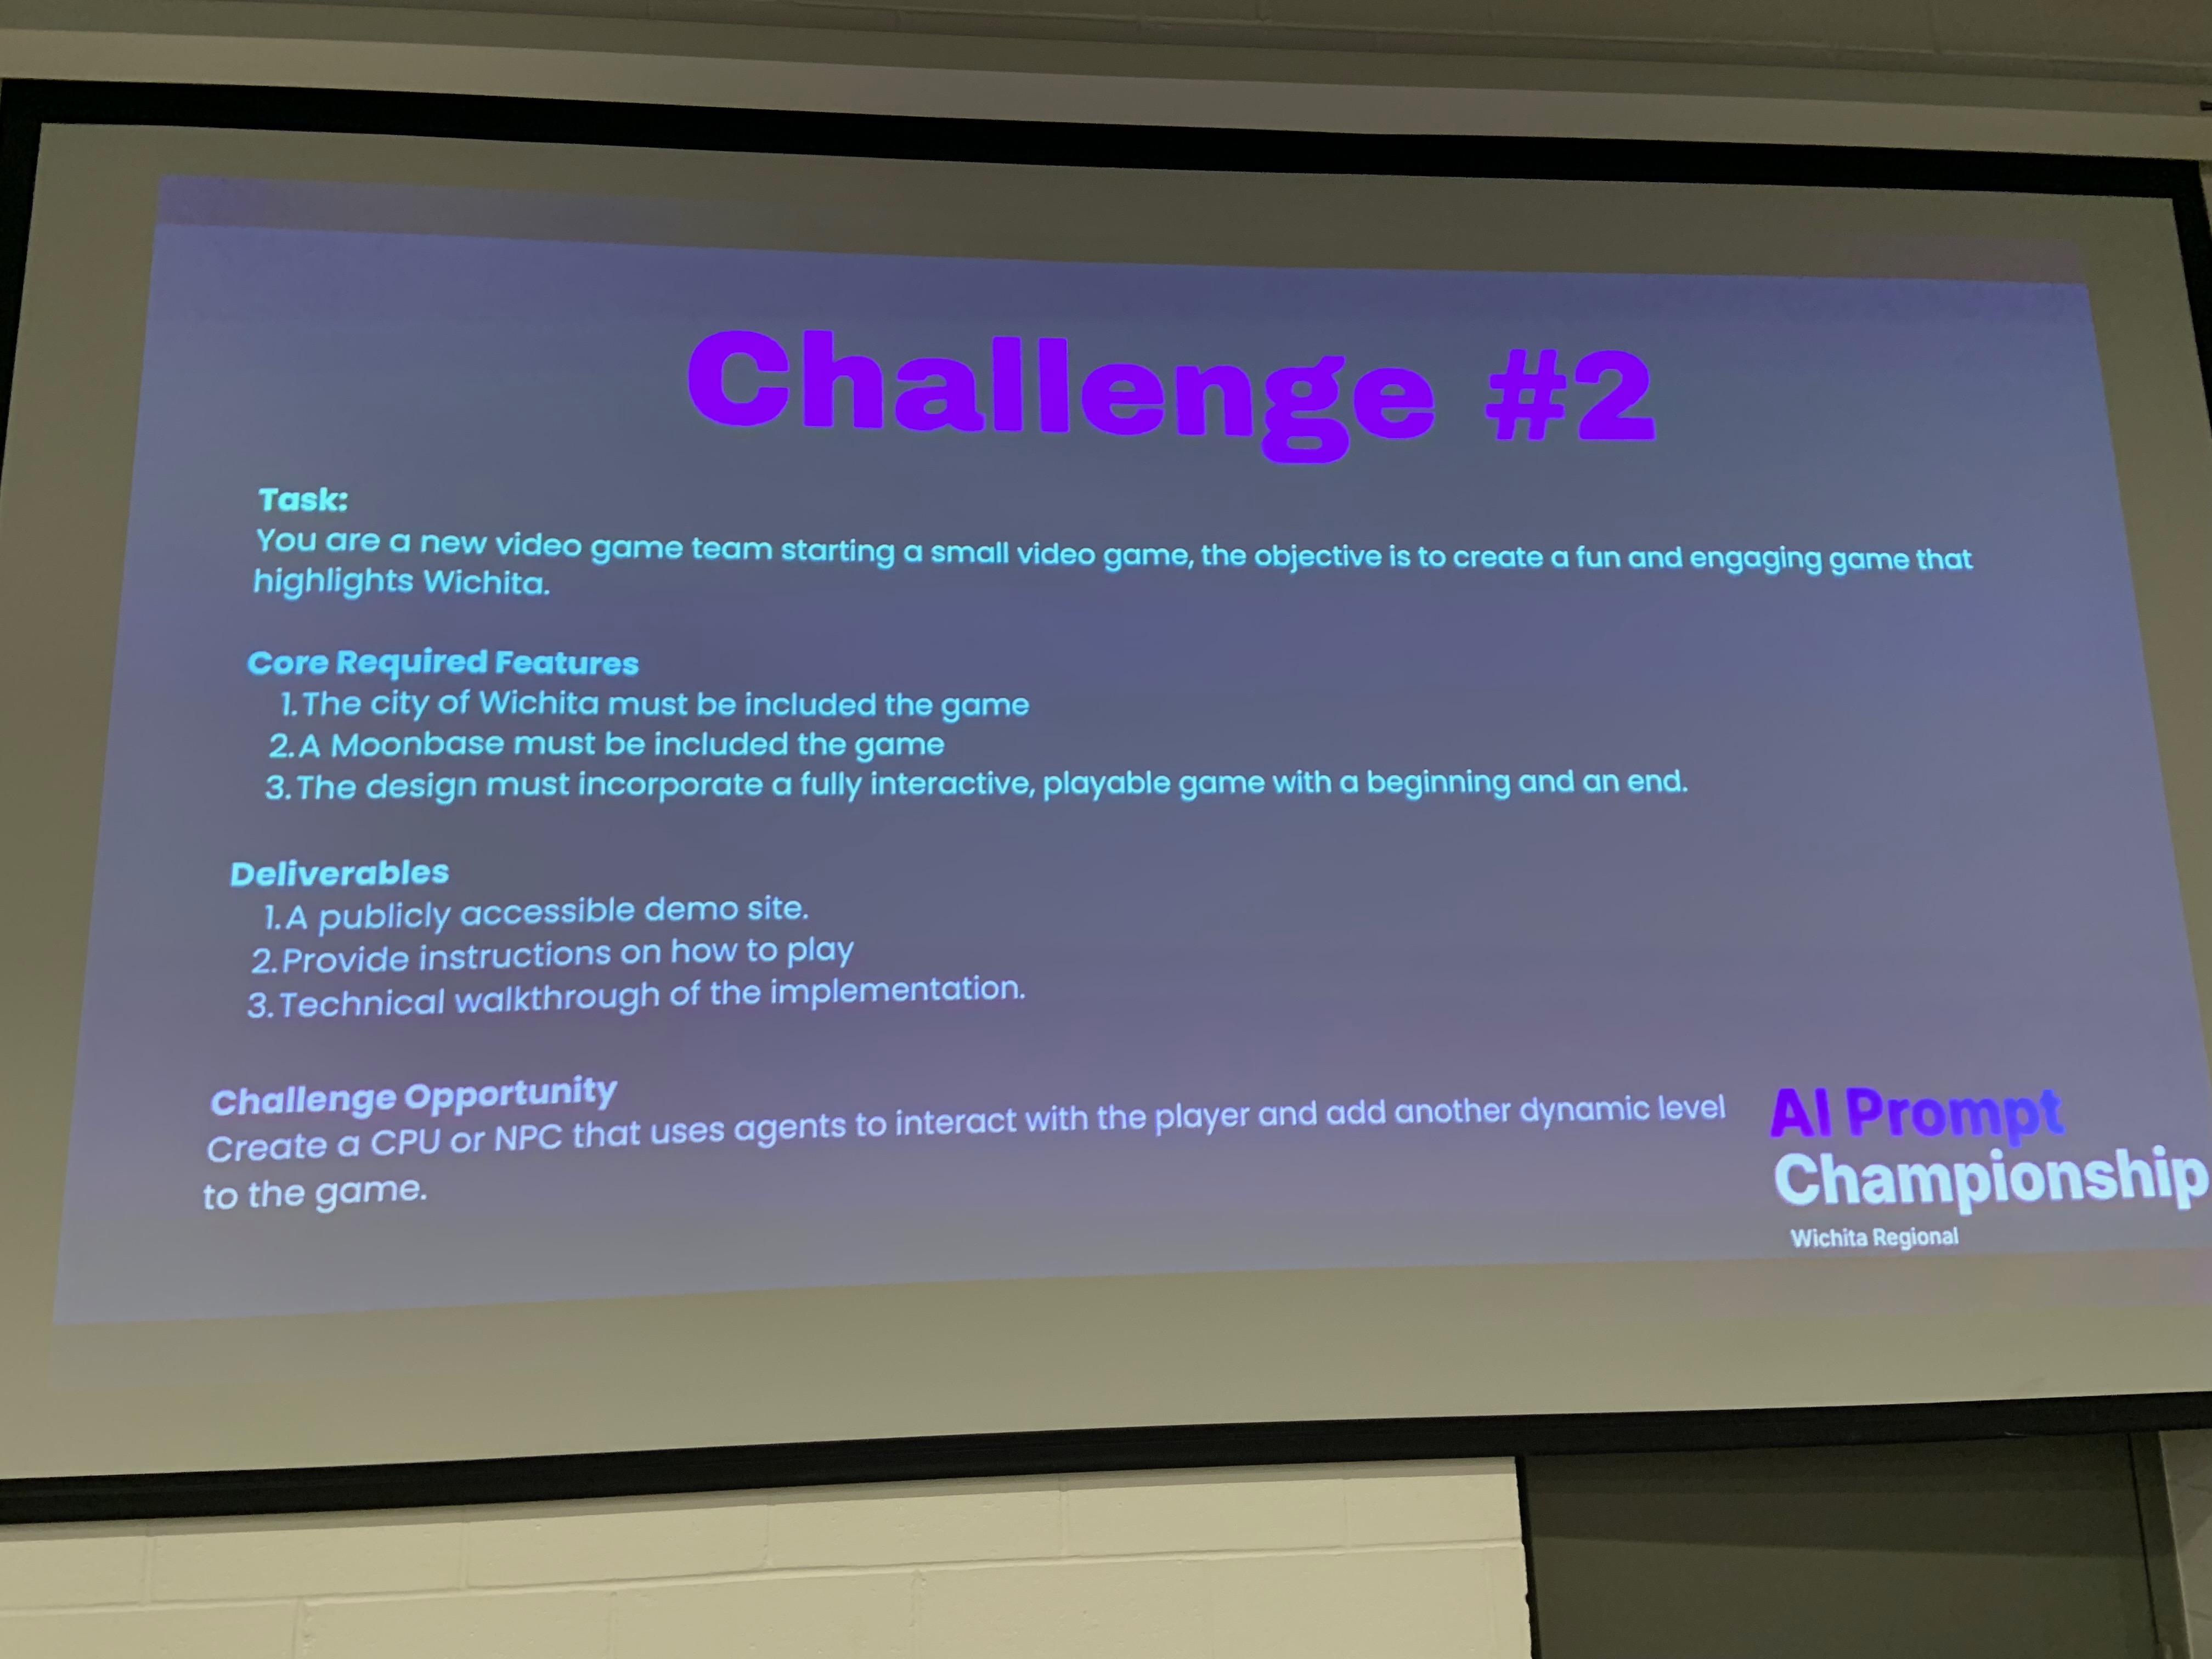 Challenge #2
Task:
You are a new video game team starting a small video game, the objective is to create a fun and engaging game that
highlights Wichita.
Core Required Features
1. The city of Wichita must be included the game
2. A Moonbase must be included the game
3. The design must incorporate a fully interactive, playable game with a beginning and an end.
Deliverables
1. A publicly accessible demo site.
2. Provide instructions on how to play
3. Technical walkthrough of the implementation.
Challenge Opportunity
Create a CPU or NPC that uses agents to interact with the player and add another dynamic level
to the game.
AI Prompt
Championship
Wichita Regional